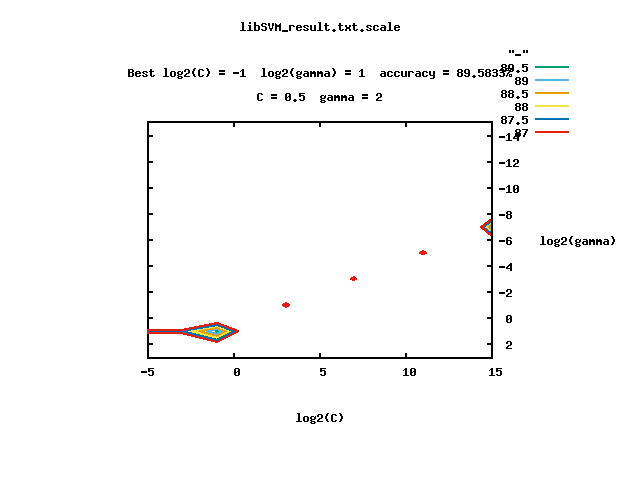 libSVM_result.txt.scale
"-"
Best log2(C) = -1  log2(gamma) = 1  accuracy = 89.5833%
C = 0.5  gamma = 2
89.5
89
88.5
88
87.5
87
-14
-12
-10
-8
-6
-4
-2
0
2
log2(gamma)
-5 0 5 10 15
log2(C)